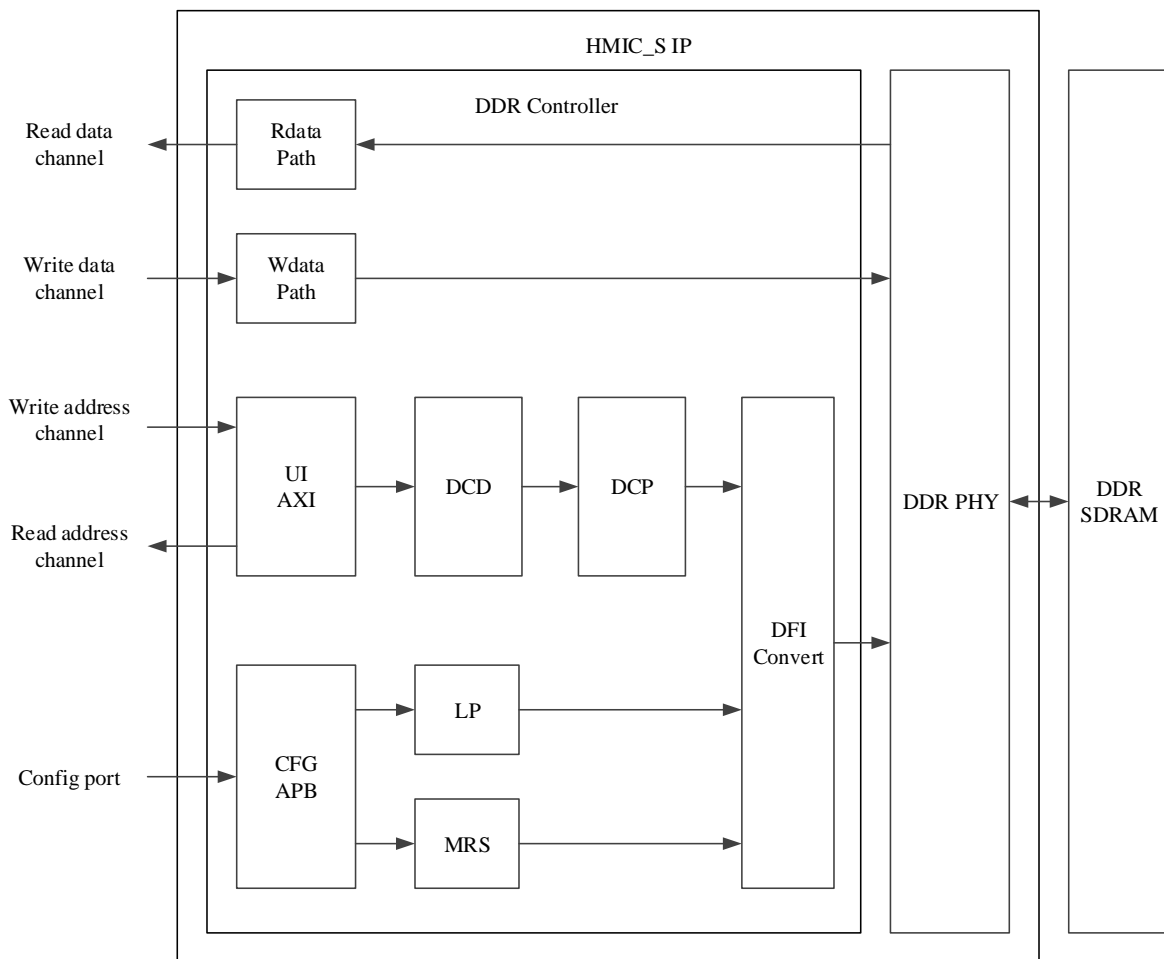 HMIC_S IP
DDR Controller
Read data
channel
Rdata
Path
Write data
channel
Wdata
Path
Write address
channel
Read address
channel
UI
AXI
DCD
DCP
DFI
Convert
DDR PHY
DDR
SDRAM
Config port
CFG
APB
LP
MRS